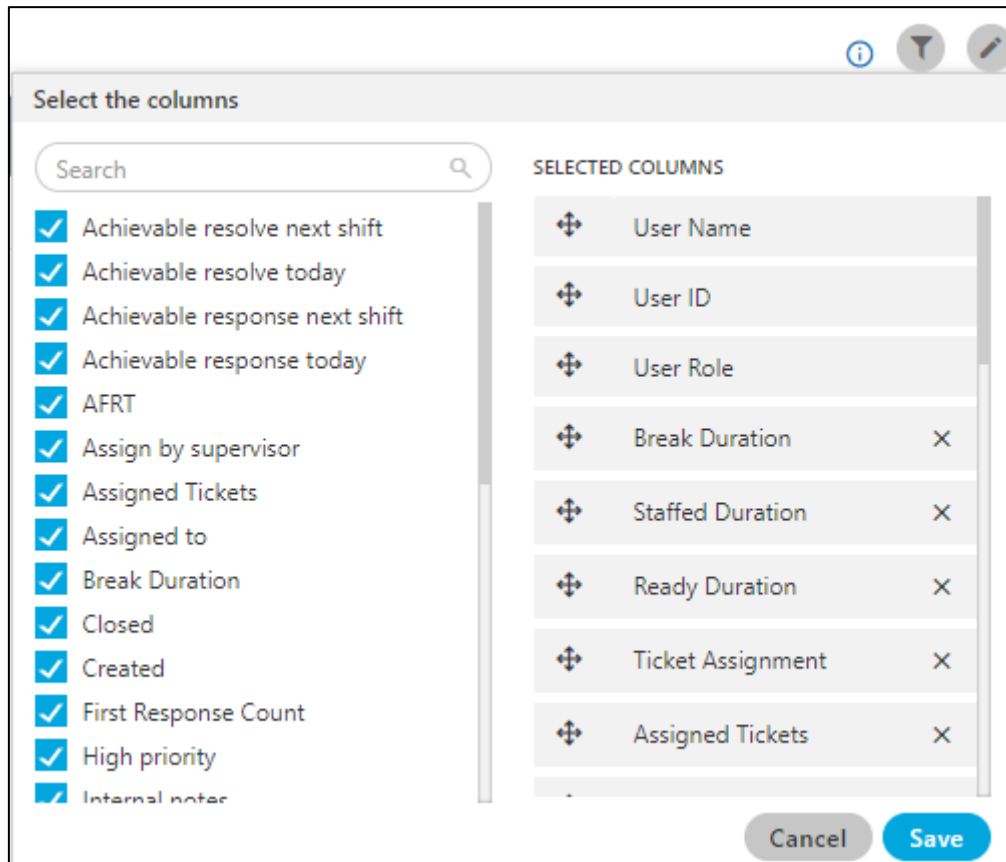 Select the columns
Search
Achievable resolve next shift
Achievable resolve today
Achievable response next shift
Achievable response today
AFRT
Assign by supervisor
Assigned Tickets
Assigned to
Break Duration
Closed
Created
First Response Count
High priority
Internal notes
SELECTED COLUMNS
User Name
User ID
User Role
Break Duration
Staffed Duration
Ready Duration
Ticket Assignment
Assigned Tickets
Cancel
Save